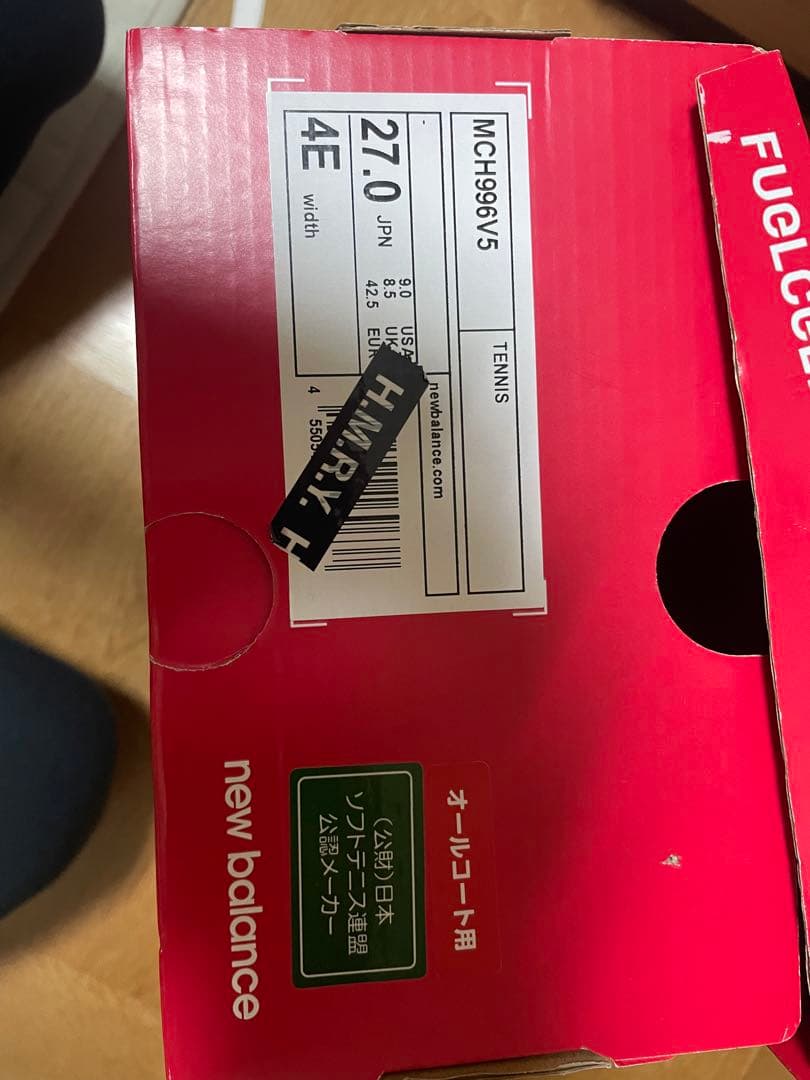 FUELCE
MCH996V5
TENNIS
newbalance.com
27.0 JPN
9.0 USA
8.5 UK
42.5 EUR
4E width
4
H.M.R.Y. H
オールコート用
(公財)日本
ソフトテニス連盟
公認メーカー
new balance